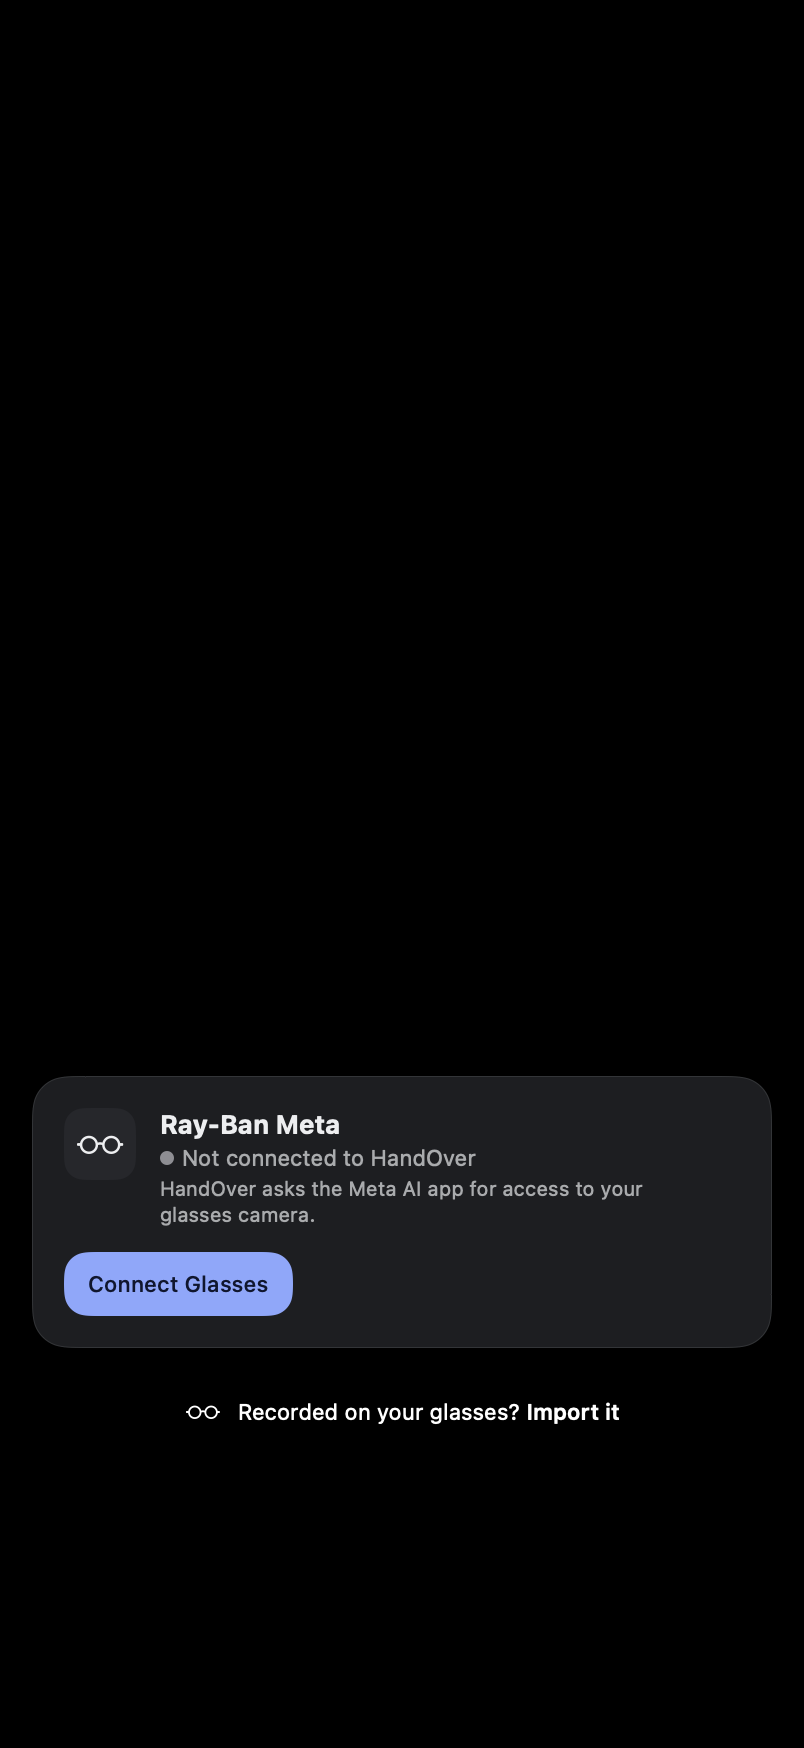 Ray-Ban Meta
Not connected to HandOver
HandOver asks the Meta AI app for access to your
glasses camera.
Connect Glasses
Recorded on your glasses? Import it